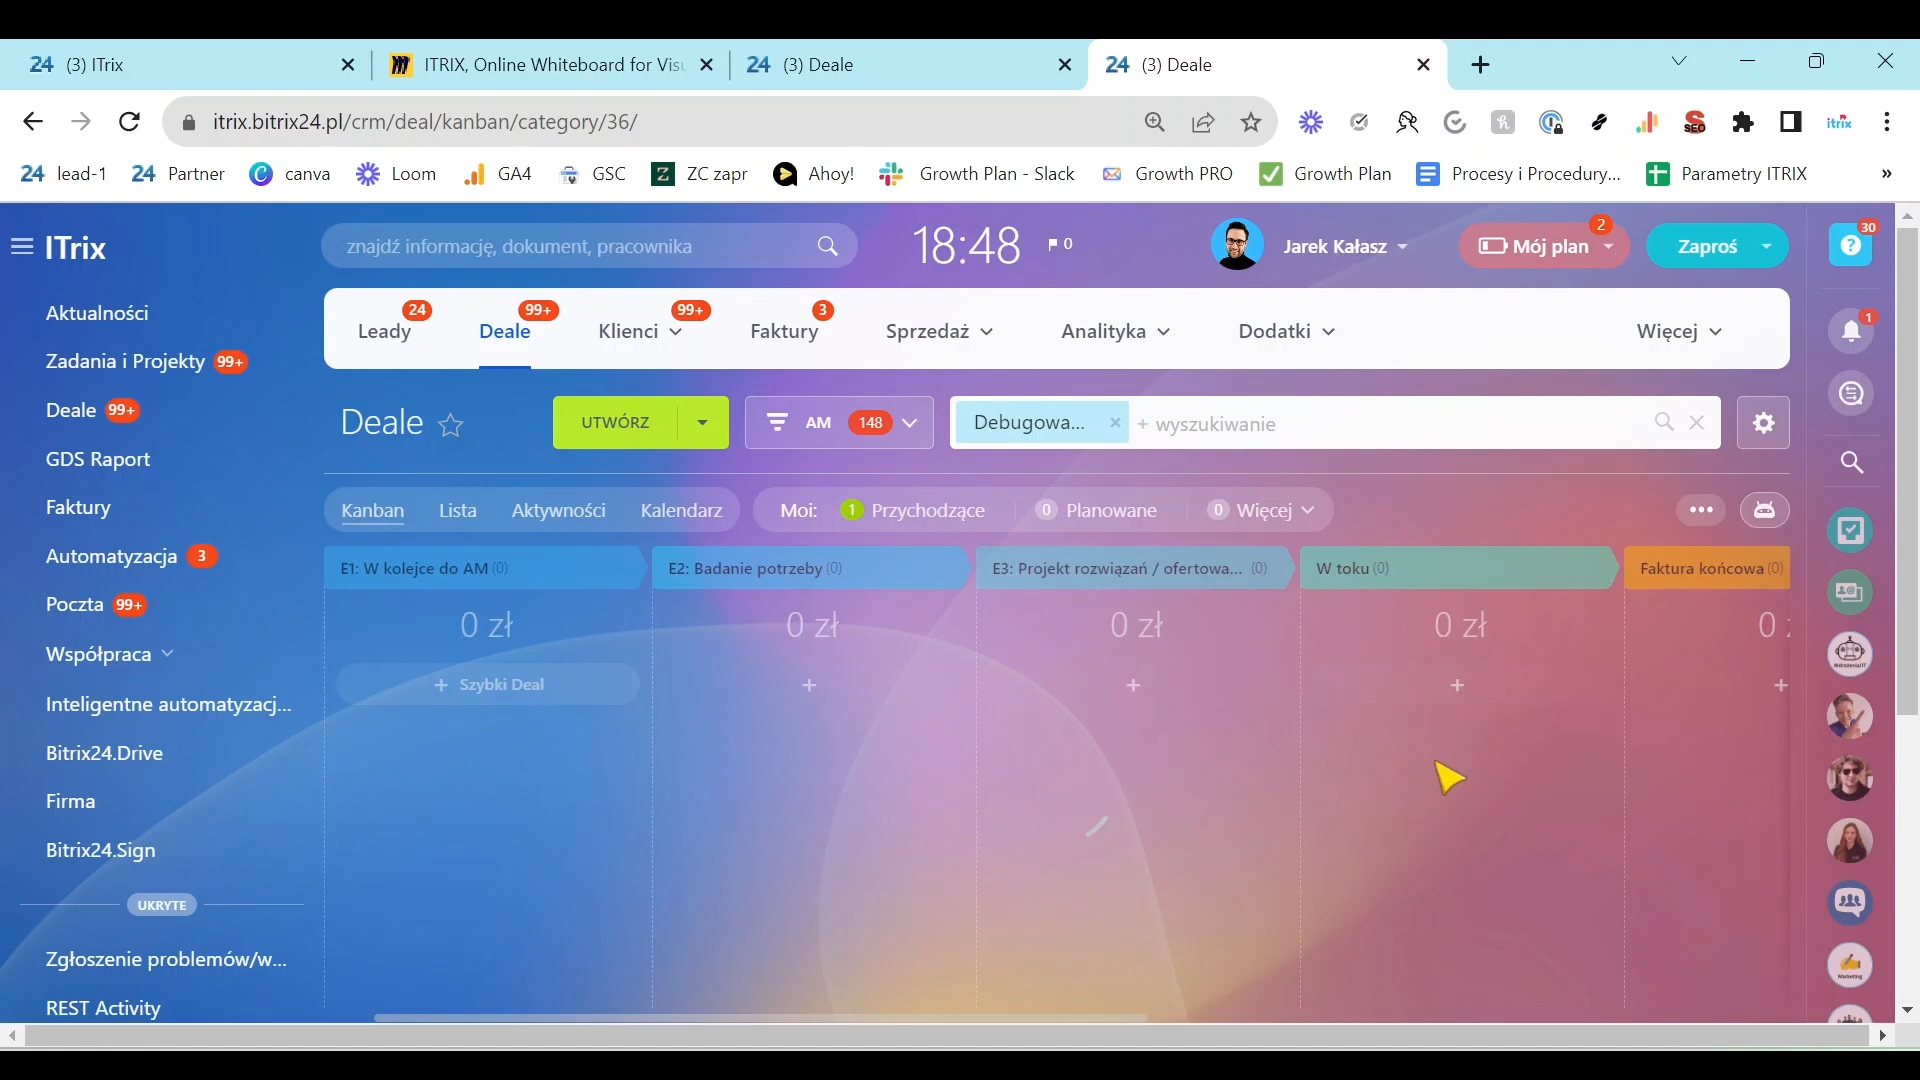 24 (3) ITrix
ITRIX, Online Whiteboard for Visu
24 (3) Deale
24 (3) Deale
itrix.bitrix24.pl/crm/deal/kanban/category/36/
SEO
itrix
24 lead-1
24 Partner
canva
Loom
GA4
GSC
Z ZC zapr
Ahoy!
Growth Plan - Slack
Growth PRO
Growth Plan
Procesy i Procedury...
Parametry ITRIX
»
ITrix
znajdź informację, dokument, pracownika
18:48
0
Jarek Kałasz
Mój plan
2
Zaproś
30
Aktualności
Zadania i Projekty 99+
Deale 99+
GDS Raport
Faktury
Automatyzacja 3
Poczta 99+
Współpraca
Inteligentne automatyzacj...
Bitrix24.Drive
Firma
Bitrix24.Sign
UKRYTE
Zgłoszenie problemów/w...
REST Activity
Leady 24
Deale 99+
Klienci 99+
Faktury 3
Sprzedaż
Analityka
Dodatki
Więcej
Deale
UTWÓRZ
AM 148
Debugowa... × + wyszukiwanie
Kanban
Lista
Aktywności
Kalendarz
Moi:
1 Przychodzące
0 Planowane
0 Więcej
E1: W kolejce do AM (0)
E2: Badanie potrzeby (0)
E3: Projekt rozwiązań / ofertowa... (0)
W toku (0)
Faktura końcowa (0)
0 zł
0 zł
0 zł
0 zł
0
+ Szybki Deal
+
+
+
+
1
Wdrożenia/IT
Marketing